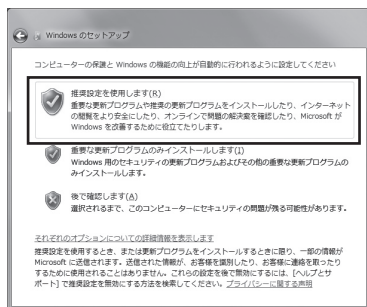 Windows のセットアップ
コンピューターの保護と Windows の機能の向上が自動的に行われるように設定してください
推奨設定を使用します(R)
重要な更新プログラムや推奨の更新プログラムをインストールしたり、インターネット
の閲覧をより安全にしたり、オンラインで問題の解決策を確認したり、Microsoft が
Windows を改善するために役立てたりします。
重要な更新プログラムのみインストールします(I)
Windows 用のセキュリティの更新プログラムおよびその他の重要な更新プログラムの
みインストールします。
後で確認します(A)
選択されるまで、このコンピューターにセキュリティの問題が残る可能性があります。
それぞれのオプションについての詳細情報を表示します
推奨設定を使用するとき、または更新プログラムをインストールするときに限り、一部の情報が
Microsoft に送信されます。送信された情報が、お客様を識別したり、お客様に連絡を取ったり
するために使用されることはありません。これらの設定を後で無効にするには、[ヘルプとサ
ポート] で推奨設定を無効にする方法を検索してください。プライバシーに関する声明